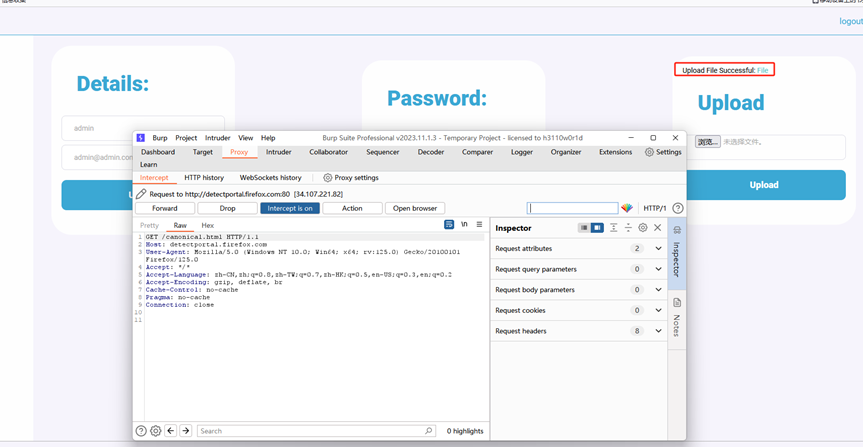 logout
Upload File Successful: File
Details:
Password:
Upload
admin
admin@admin.com
浏览... 未选择文件。
Upload
Burp Project Intruder View Help
Burp Suite Professional v2023.11.1.3 - Temporary Project - licensed to h3110w0r1d
Dashboard Target Proxy Intruder Repeater Collaborator Sequencer Decoder Comparer Logger Organizer Extensions Settings
Learn
Intercept HTTP history WebSockets history Proxy settings
Request to http://detectportal.firefox.com:80 [34.107.221.82]
Forward Drop Intercept is on Action Open browser HTTP/1
Pretty Raw Hex \n
1 GET /canonical.html HTTP/1.1
2 Host: detectportal.firefox.com
3 User-Agent: Mozilla/5.0 (Windows NT 10.0; Win64; x64; rv:125.0) Gecko/20100101
Firefox/125.0
4 Accept: */*
5 Accept-Language: zh-CN,zh;q=0.8,zh-TW;q=0.7,zh-HK;q=0.5,en-US;q=0.3,en;q=0.2
6 Accept-Encoding: gzip, deflate, br
7 Cache-Control: no-cache
8 Pragma: no-cache
9 Connection: close
10
11
Inspector
Request attributes 2
Request query parameters 0
Request body parameters 0
Request cookies 0
Request headers 8
Inspector
Notes
Search
0 highlights